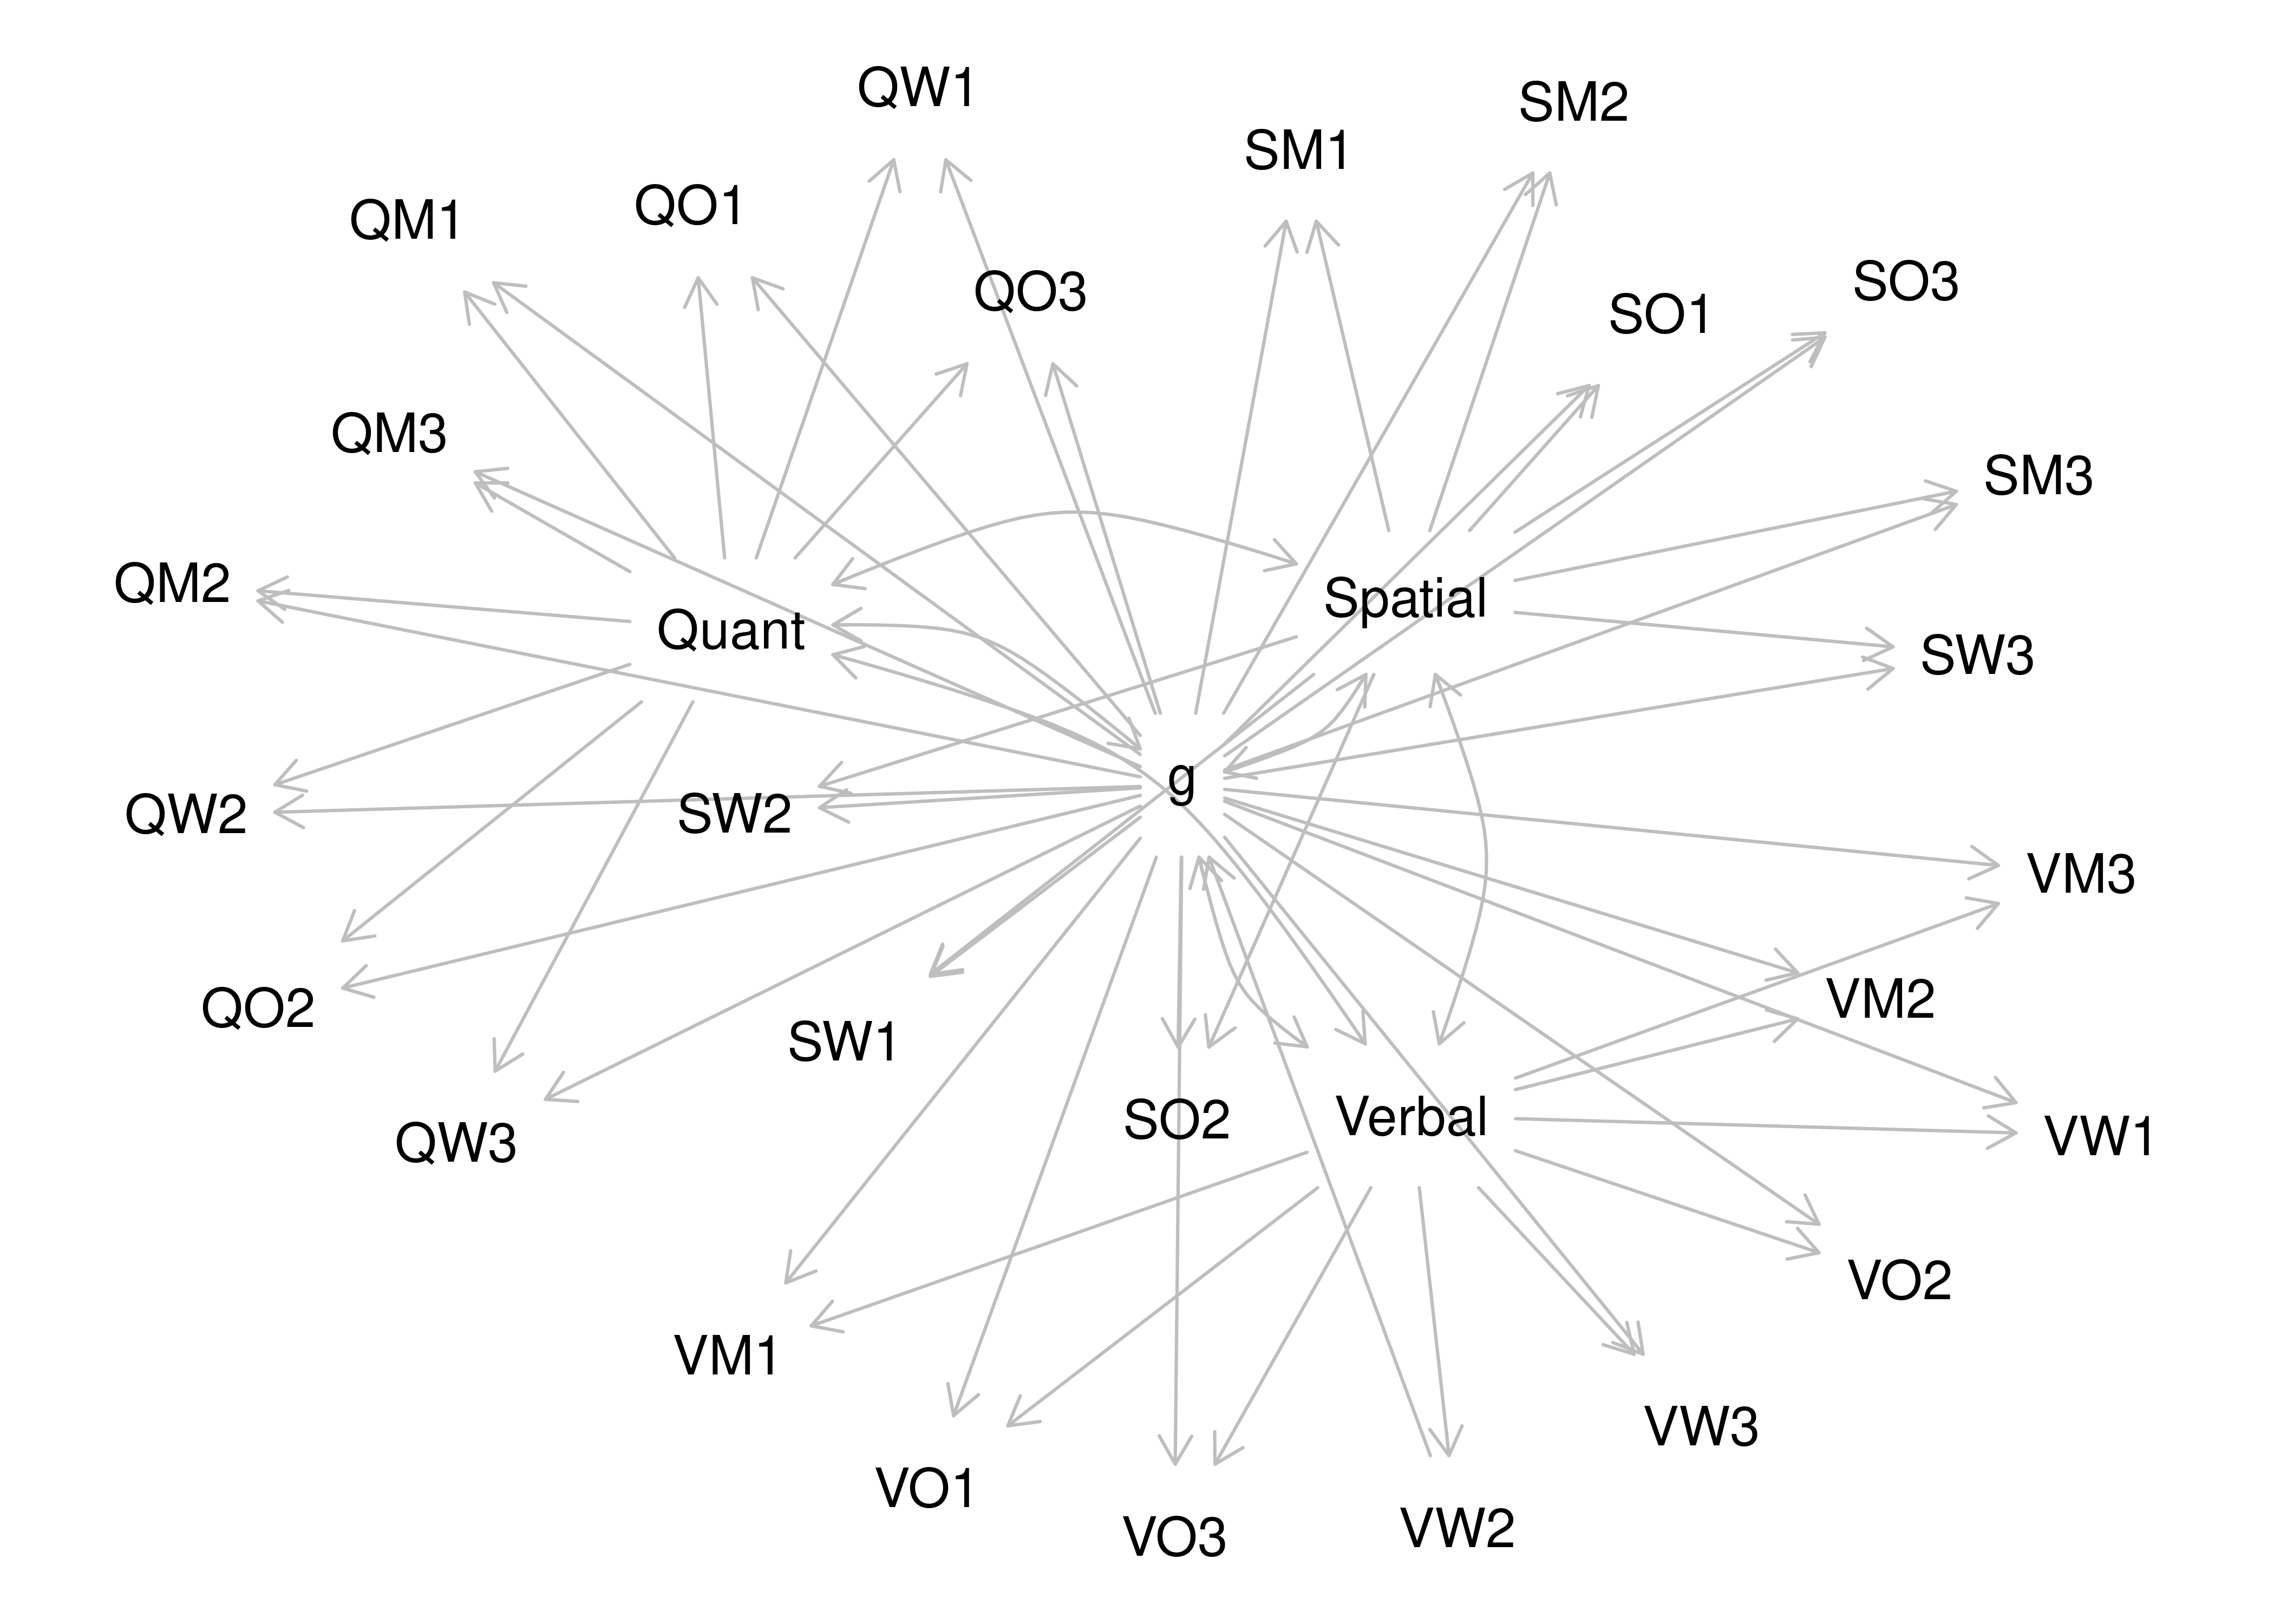 QW1
SM2
SM1
QM1
QO1
QO3
SO3
SO1
QM3
SM3
QM2
Spatial
Quant
SW3
g
QW2
SW2
VM3
QO2
VM2
SW1
SO2
Verbal
VW1
QW3
VO2
VM1
VW3
VO1
VO3
VW2